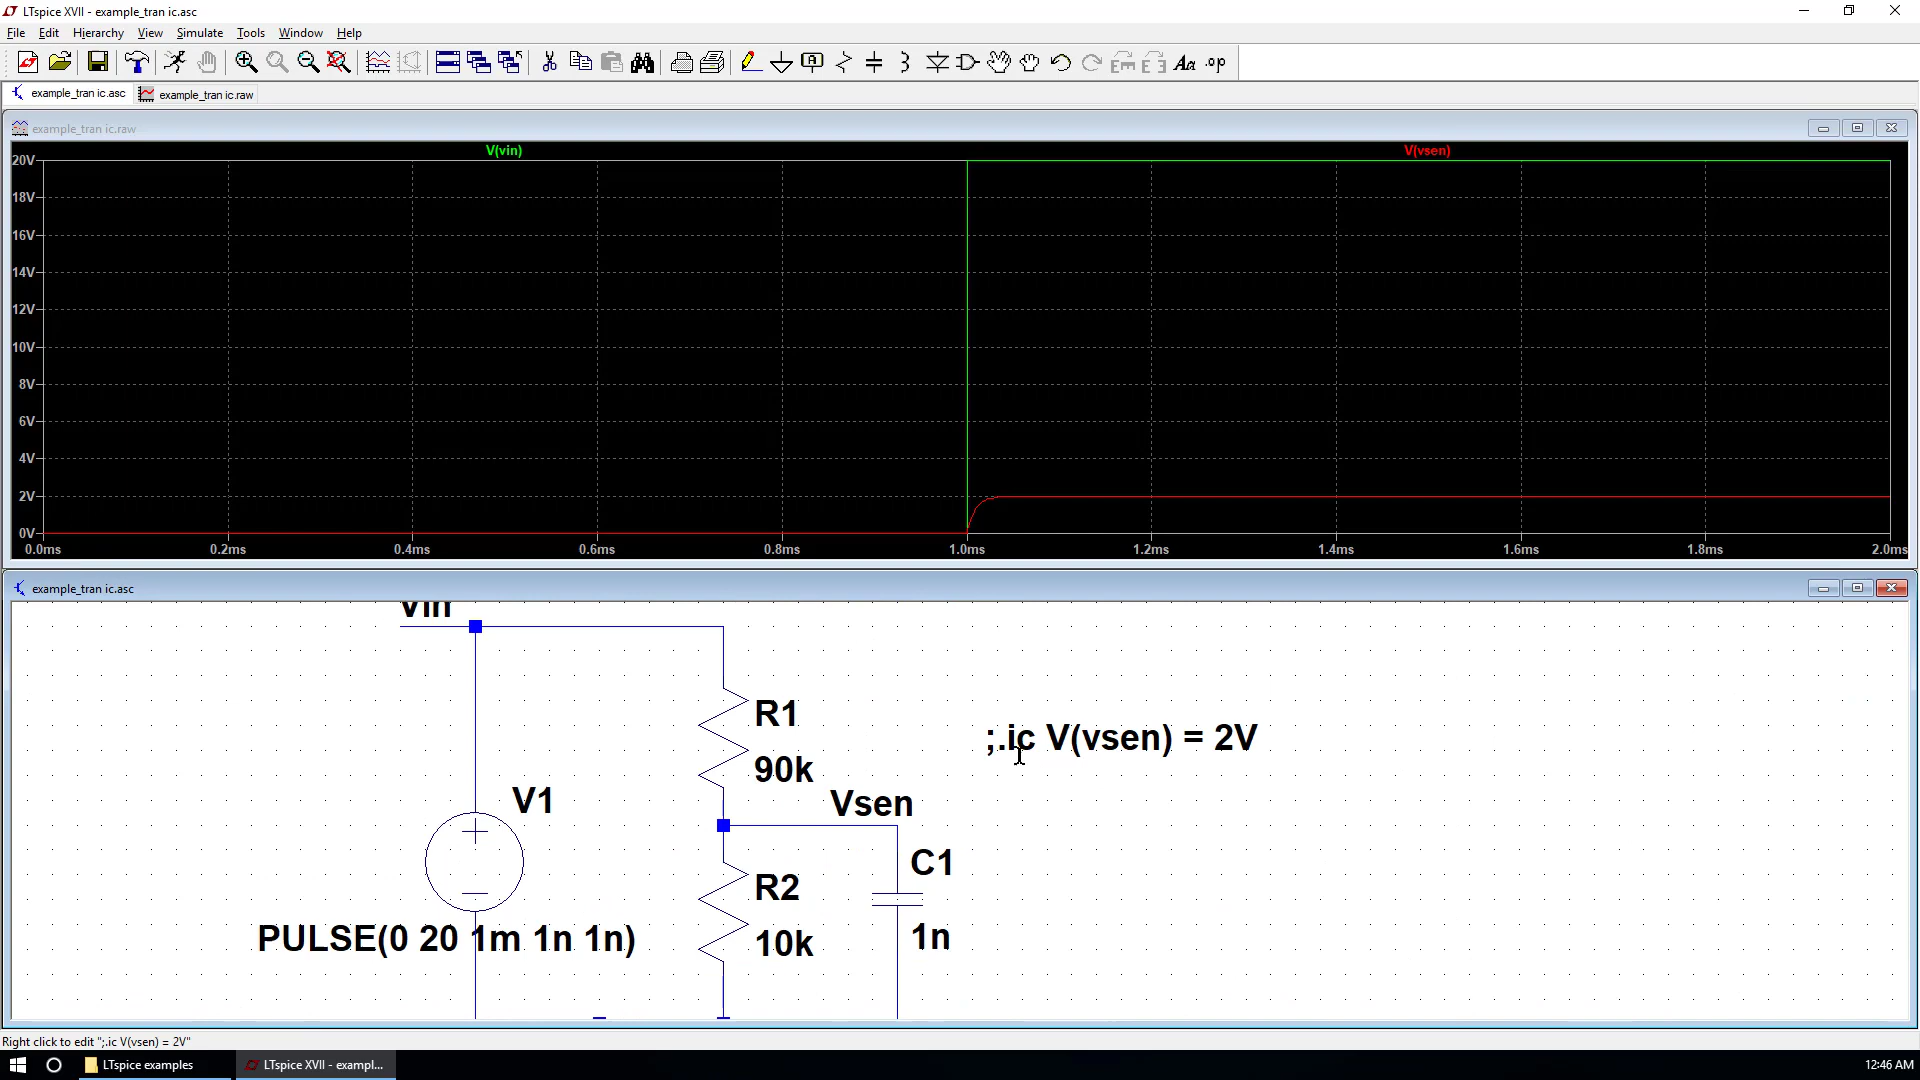 LTspice XVII - example_tran ic.asc
File Edit Hierarchy View Simulate Tools Window Help
A Aa .op
example_tran ic.asc example_tran ic.raw
example_tran ic.raw
V(vin) V(vsen)
20V
18V
16V
14V
12V
10V
8V
6V
4V
2V
0V
0.0ms 0.2ms 0.4ms 0.6ms 0.8ms 1.0ms 1.2ms 1.4ms 1.6ms 1.8ms 2.0ms
example_tran ic.asc
Vin
R1
;.ic V(vsen) = 2V
90k
V1
Vsen
C1
R2
PULSE(0 20 1m 1n 1n)
10k
1n
Right click to edit ";.ic V(vsen) = 2V"
LTspice examples LTspice XVII - exampl... 12:46 AM